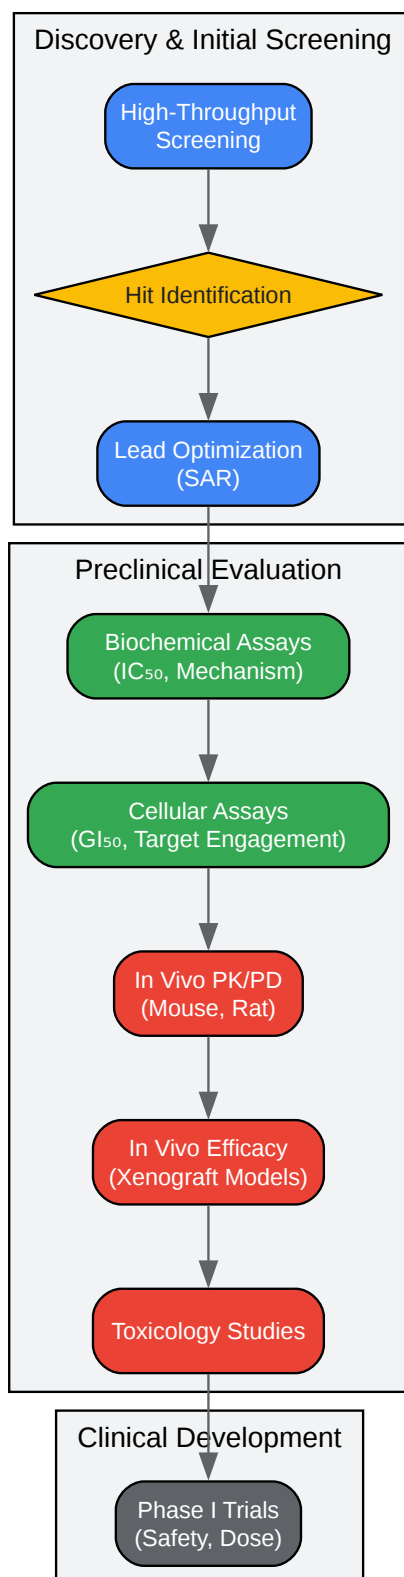 Discovery & Initial Screening
High-Throughput
Screening
Hit Identification
Lead Optimization
(SAR)
Preclinical Evaluation
Biochemical Assays
(IC₅₀, Mechanism)
Cellular Assays
(GI₅₀, Target Engagement)
In Vivo PK/PD
(Mouse, Rat)
In Vivo Efficacy
(Xenograft Models)
Toxicology Studies
Clinical Development
Phase I Trials
(Safety, Dose)